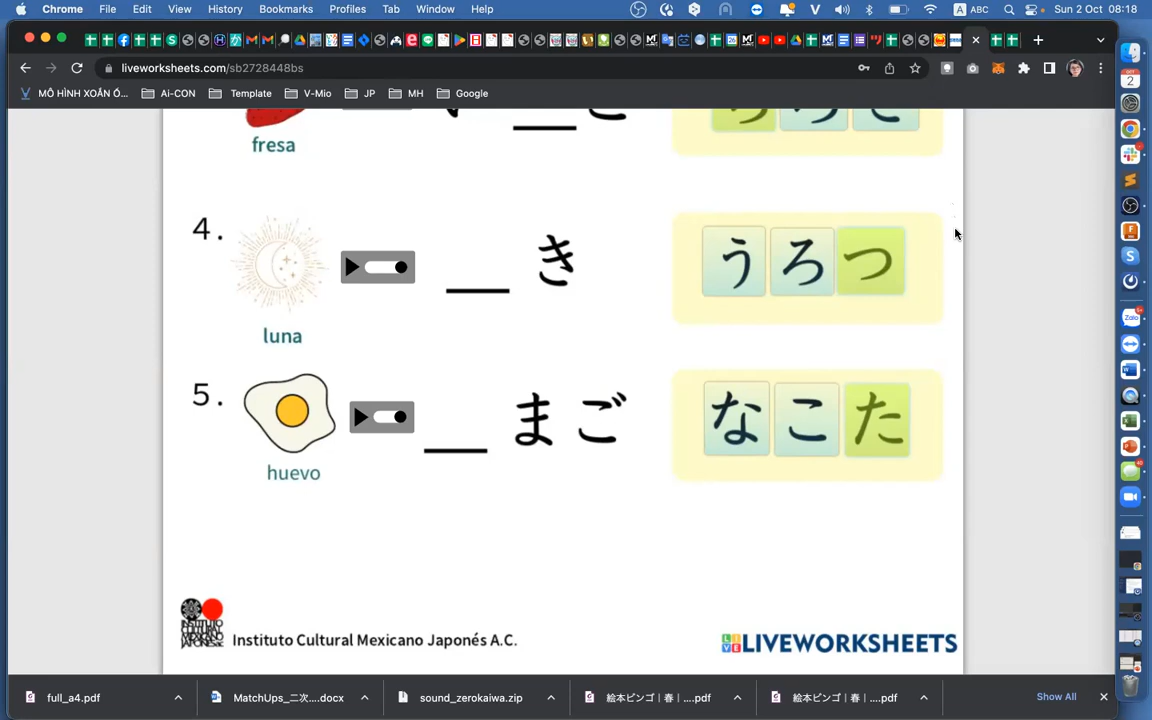 Chrome File Edit View History Bookmarks Profiles Tab Window Help ABC Sun 2 Oct 08:18
liveworksheets.com/sb2728448bs
MÔ HÌNH XOẮN Ố... Ai-CON Template V-Mio JP MH Google
fresa
4. __ き うろつ
luna
5. __ まご なこた
huevo
Instituto Cultural Mexicano Japonés A.C. LIVEWORKSHEETS
full_a4.pdf MatchUps_二次....docx sound_zerokaiwa.zip 絵本ビンゴ｜春｜....pdf 絵本ビンゴ｜春｜....pdf Show All